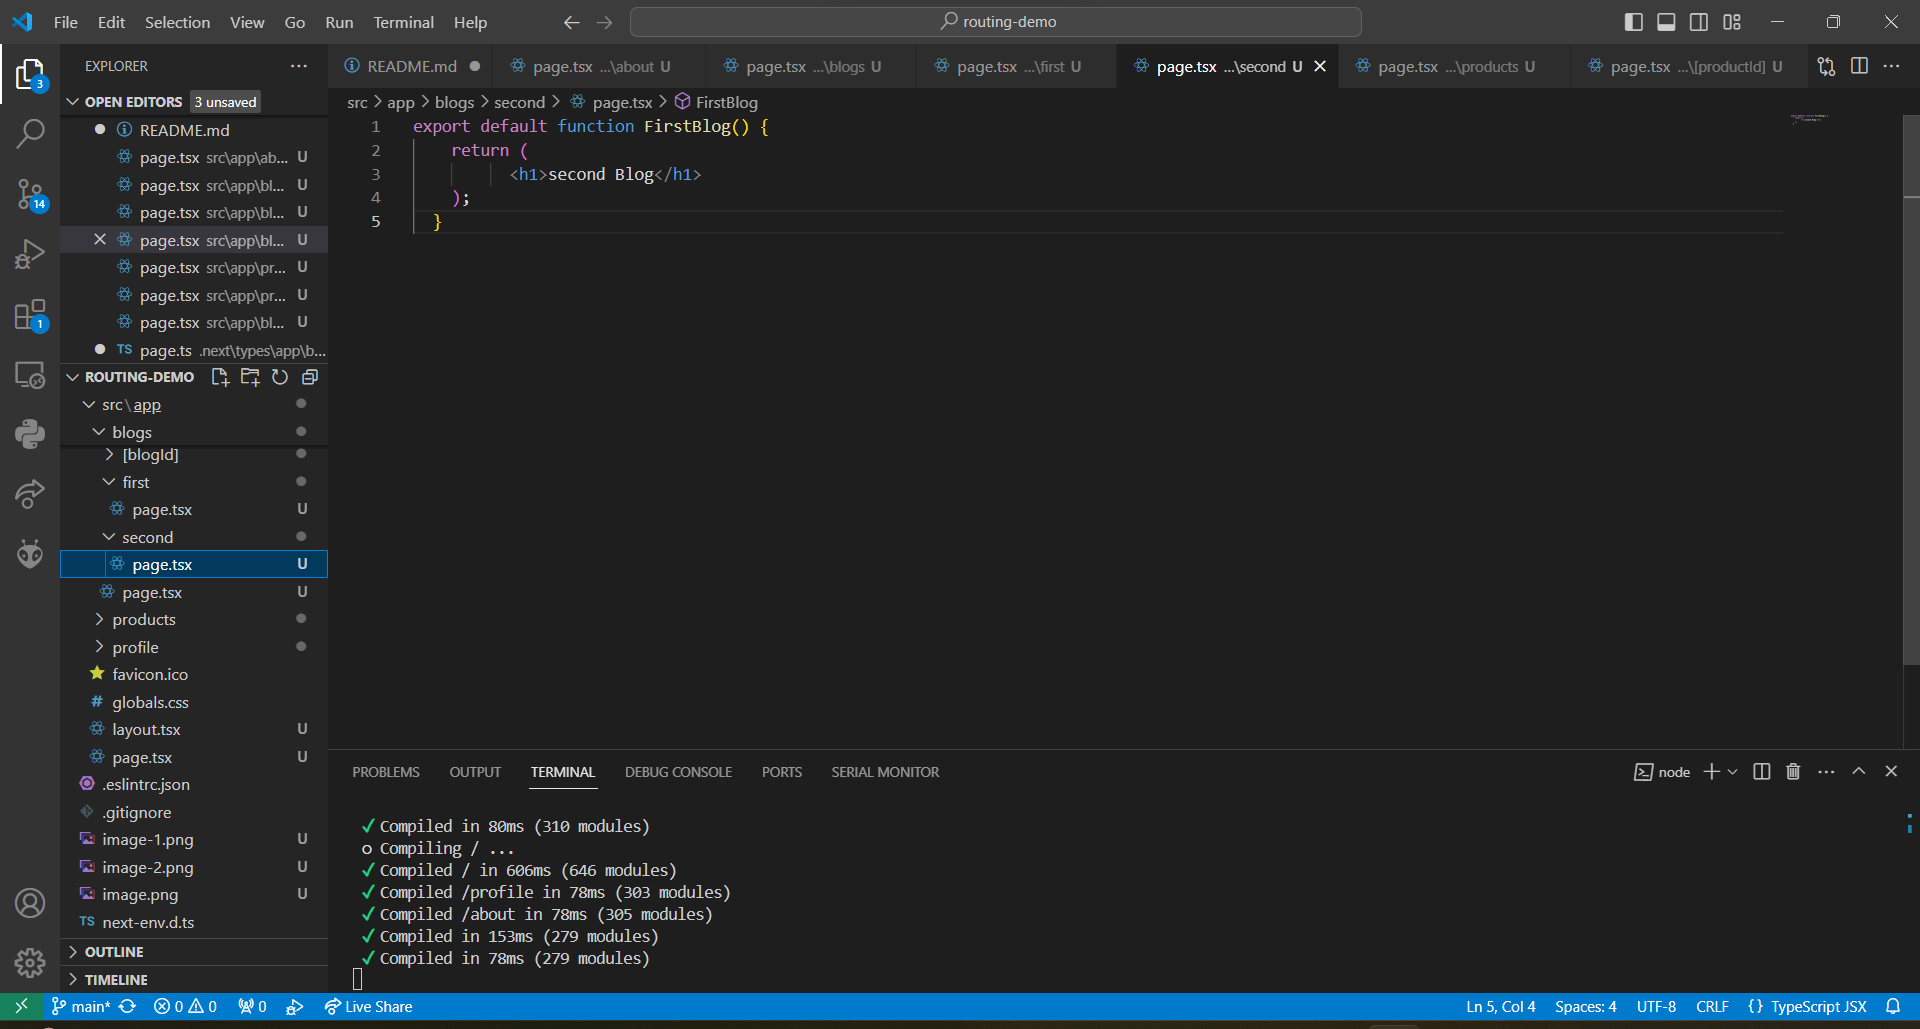 File Edit Selection View Go Run Terminal Help
routing-demo
EXPLORER
README.md
page.tsx ...\about U
page.tsx ...\blogs U
page.tsx ...\first U
page.tsx ...\second U
page.tsx ...\products U
page.tsx ...\[productId] U
3
OPEN EDITORS 3 unsaved
README.md
page.tsx src\app\ab... U
page.tsx src\app\bl... U
page.tsx src\app\bl... U
page.tsx src\app\bl... U
page.tsx src\app\pr... U
page.tsx src\app\pr... U
page.tsx src\app\bl... U
TS page.ts .next\types\app\b...
14
1
ROUTING-DEMO
src\app
blogs
[blogId]
first
page.tsx U
second
page.tsx U
page.tsx U
products
profile
favicon.ico
# globals.css
layout.tsx U
page.tsx U
.eslintrc.json
.gitignore
image-1.png U
image-2.png U
image.png U
TS next-env.d.ts
OUTLINE
TIMELINE
src > app > blogs > second > page.tsx > FirstBlog
1 export default function FirstBlog() {
2 return (
3 <h1>second Blog</h1>
4 );
5 }
PROBLEMS OUTPUT TERMINAL DEBUG CONSOLE PORTS SERIAL MONITOR
node
✓ Compiled in 80ms (310 modules)
○ Compiling / ...
✓ Compiled / in 606ms (646 modules)
✓ Compiled /profile in 78ms (303 modules)
✓ Compiled /about in 78ms (305 modules)
✓ Compiled in 153ms (279 modules)
✓ Compiled in 78ms (279 modules)
main* 0 0 0 Live Share
Ln 5, Col 4 Spaces: 4 UTF-8 CRLF {} TypeScript JSX